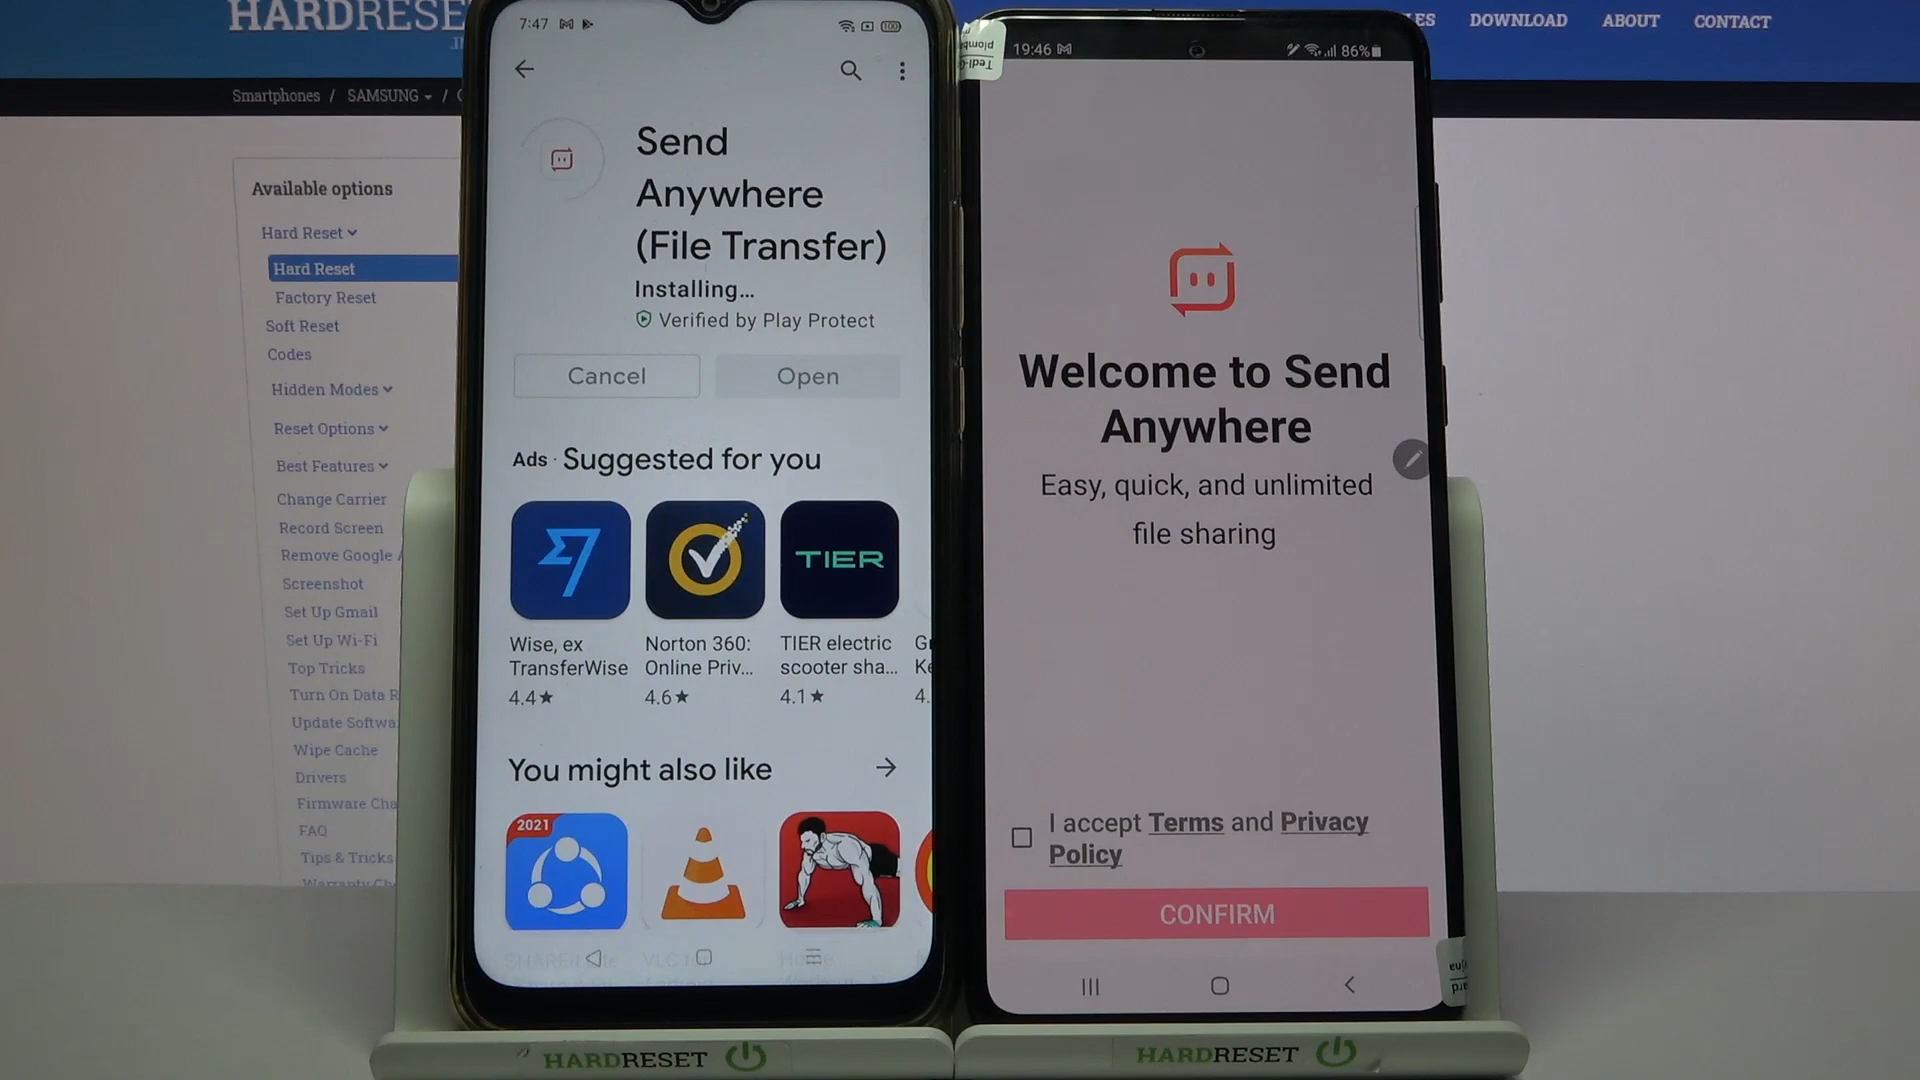 HARDRESET
DOWNLOAD
ABOUT
CONTACT
Smartphones / SAMSUNG /
Available options
Hard Reset
Hard Reset
Factory Reset
Soft Reset
Codes
Hidden Modes
Reset Options
Best Features
Change Carrier
Record Screen
Remove Google
Screenshot
Set Up Gmail
Set Up Wi-Fi
Top Tricks
Turn On Data
Wipe Cache
Drivers
Firmware
FAQ
Tips & Tricks
Warranty
7:47
100
Send
Anywhere
(File Transfer)
Installing...
Verified by Play Protect
Cancel
Open
Ads · Suggested for you
TIER
Wise, ex
TransferWise
4.4★
Norton 360:
Online Priv...
4.6★
TIER electric
scooter sha...
4.1★
4.
You might also like
2021
19:46
86%
Welcome to Send
Anywhere
Easy, quick, and unlimited
file sharing
I accept Terms and Privacy
Policy
CONFIRM
HARDRESET
HARDRESET